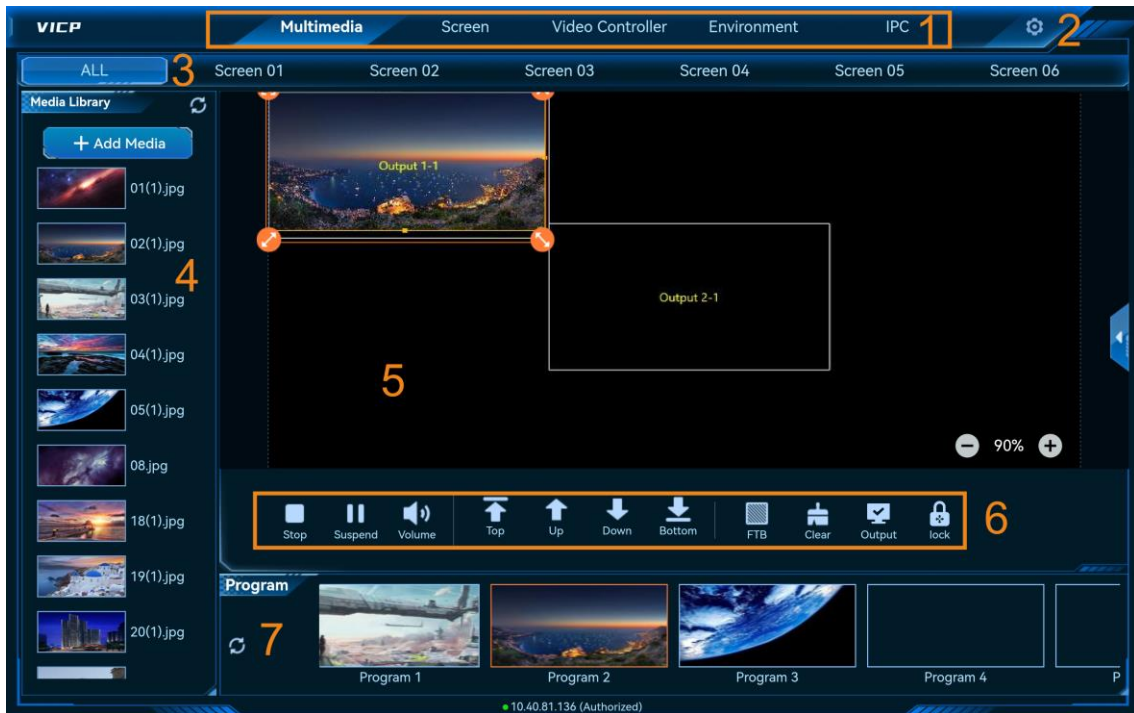 VICP
Multimedia Screen Video Controller Environment IPC 1 2
ALL 3 Screen 01 Screen 02 Screen 03 Screen 04 Screen 05 Screen 06
Media Library
+ Add Media
01(1).jpg
02(1).jpg
4
03(1).jpg
04(1).jpg
05(1).jpg
08.jpg
18(1).jpg
19(1).jpg
20(1).jpg
Output 1-1
Output 2-1
5
90%
Stop Suspend Volume Top Up Down Bottom FTB Clear Output lock 6
Program
7
Program 1 Program 2 Program 3 Program 4 P
10.40.81.136 (Authorized)